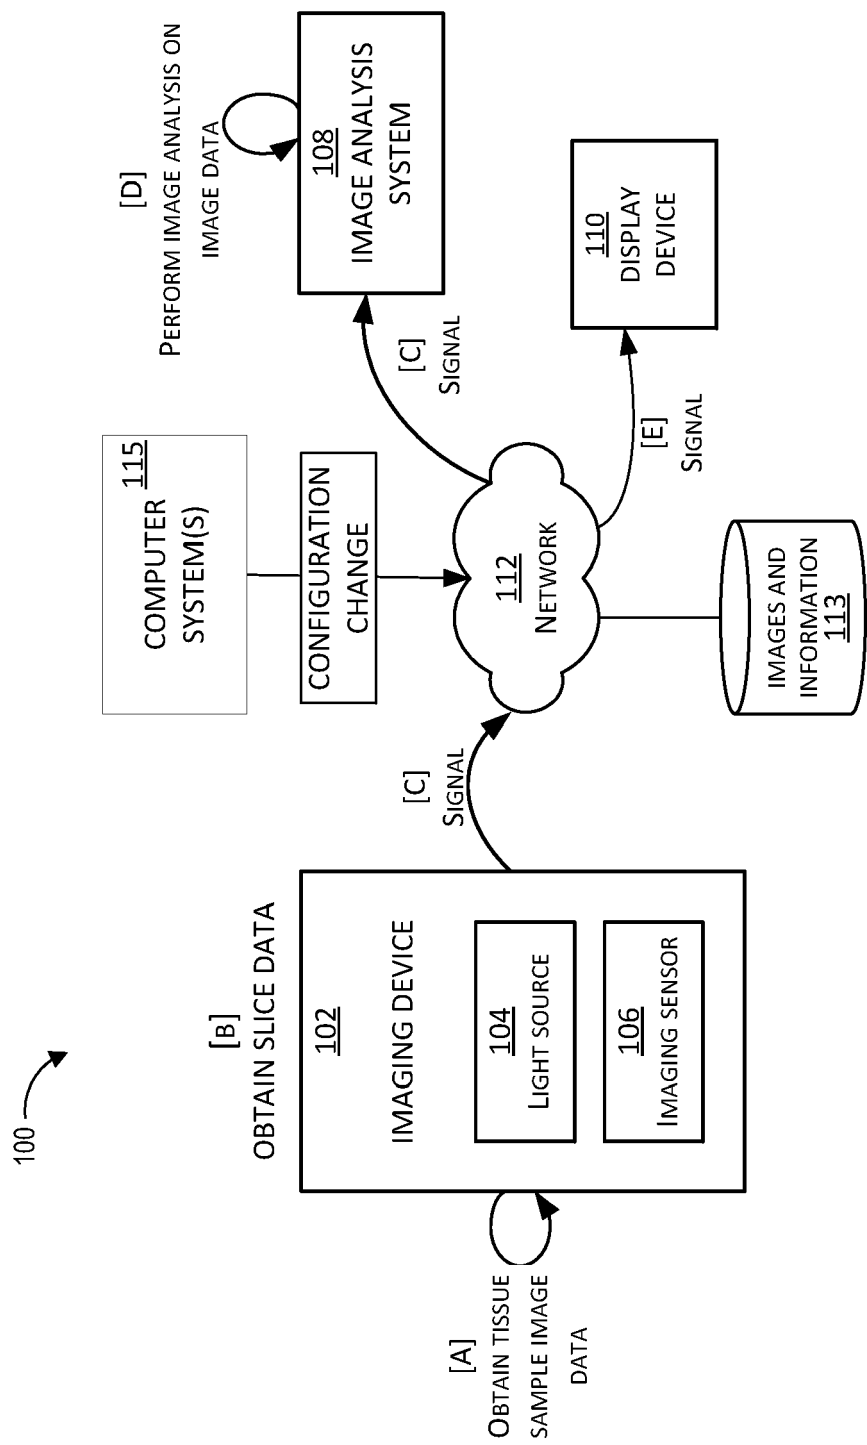 100
[A]
OBTAIN TISSUE
SAMPLE IMAGE
DATA
[B]
OBTAIN SLICE DATA
102
IMAGING DEVICE
104
LIGHT SOURCE
106
IMAGING SENSOR
[C]
SIGNAL
115
COMPUTER
SYSTEM(S)
CONFIGURATION
CHANGE
112
NETWORK
IMAGES AND
INFORMATION
113
[C]
SIGNAL
[D]
PERFORM IMAGE ANALYSIS ON
IMAGE DATA
108
IMAGE ANALYSIS
SYSTEM
[E]
SIGNAL
110
DISPLAY
DEVICE